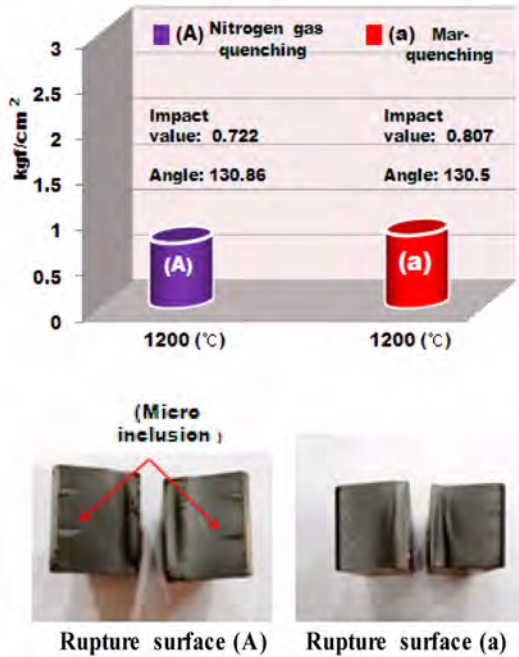 (A) Nitrogen gas quenching
(a) Mar-quenching
kgf/cm²
3
2.5
2
1.5
1
0.5
0
Impact value: 0.722
Angle: 130.86
Impact value: 0.807
Angle: 130.5
(A)
(a)
1200 (℃)
1200 (℃)
(Micro
inclusion )
Rupture surface (A)
Rupture surface (a)